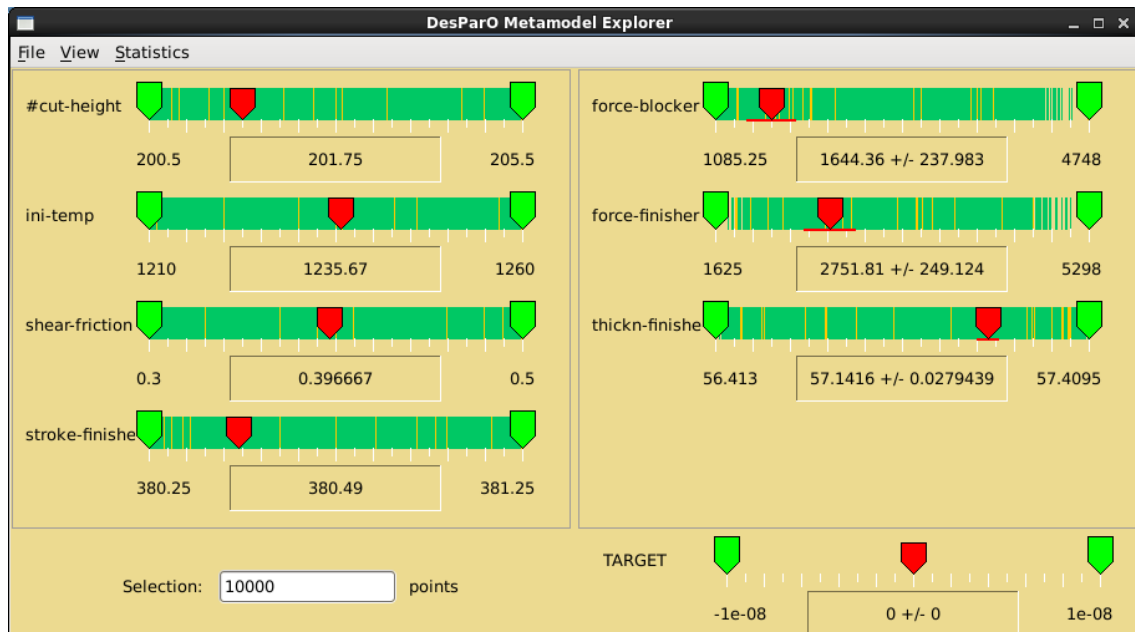 DesParO Metamodel Explorer
File View Statistics
#cut-height
200.5 201.75 205.5
ini-temp
1210 1235.67 1260
shear-friction
0.3 0.396667 0.5
stroke-finishe
380.25 380.49 381.25
force-blocker
1085.25 1644.36 +/- 237.983 4748
force-finisher
1625 2751.81 +/- 249.124 5298
thickn-finishe
56.413 57.1416 +/- 0.0279439 57.4095
Selection: 10000 points
TARGET
-1e-08 0 +/- 0 1e-08